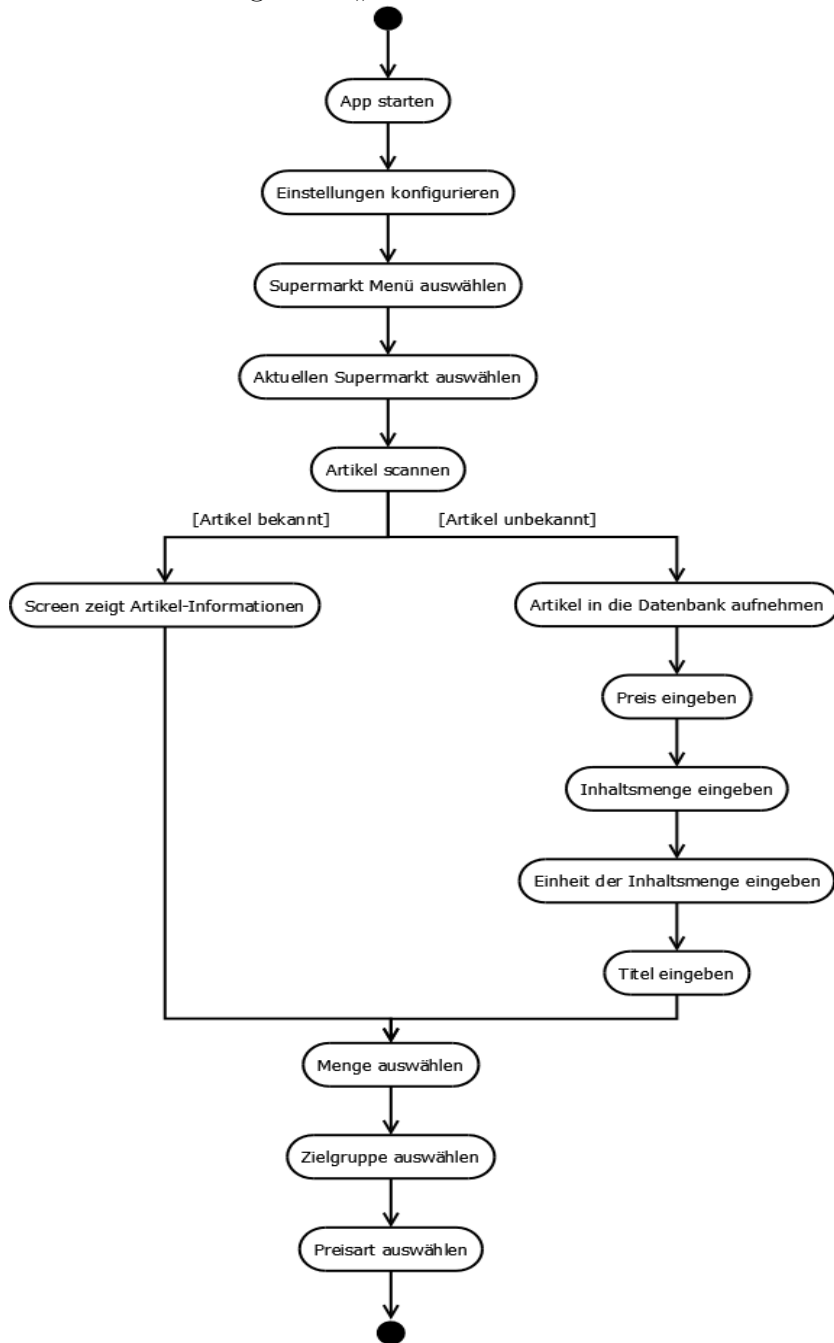 App starten
Einstellungen konfigurieren
Supermarkt Menü auswählen
Aktuellen Supermarkt auswählen
Artikel scannen
[Artikel bekannt]
[Artikel unbekannt]
Screen zeigt Artikel-Informationen
Artikel in die Datenbank aufnehmen
Preis eingeben
Inhaltsmenge eingeben
Einheit der Inhaltsmenge eingeben
Titel eingeben
Menge auswählen
Zielgruppe auswählen
Preisart auswählen